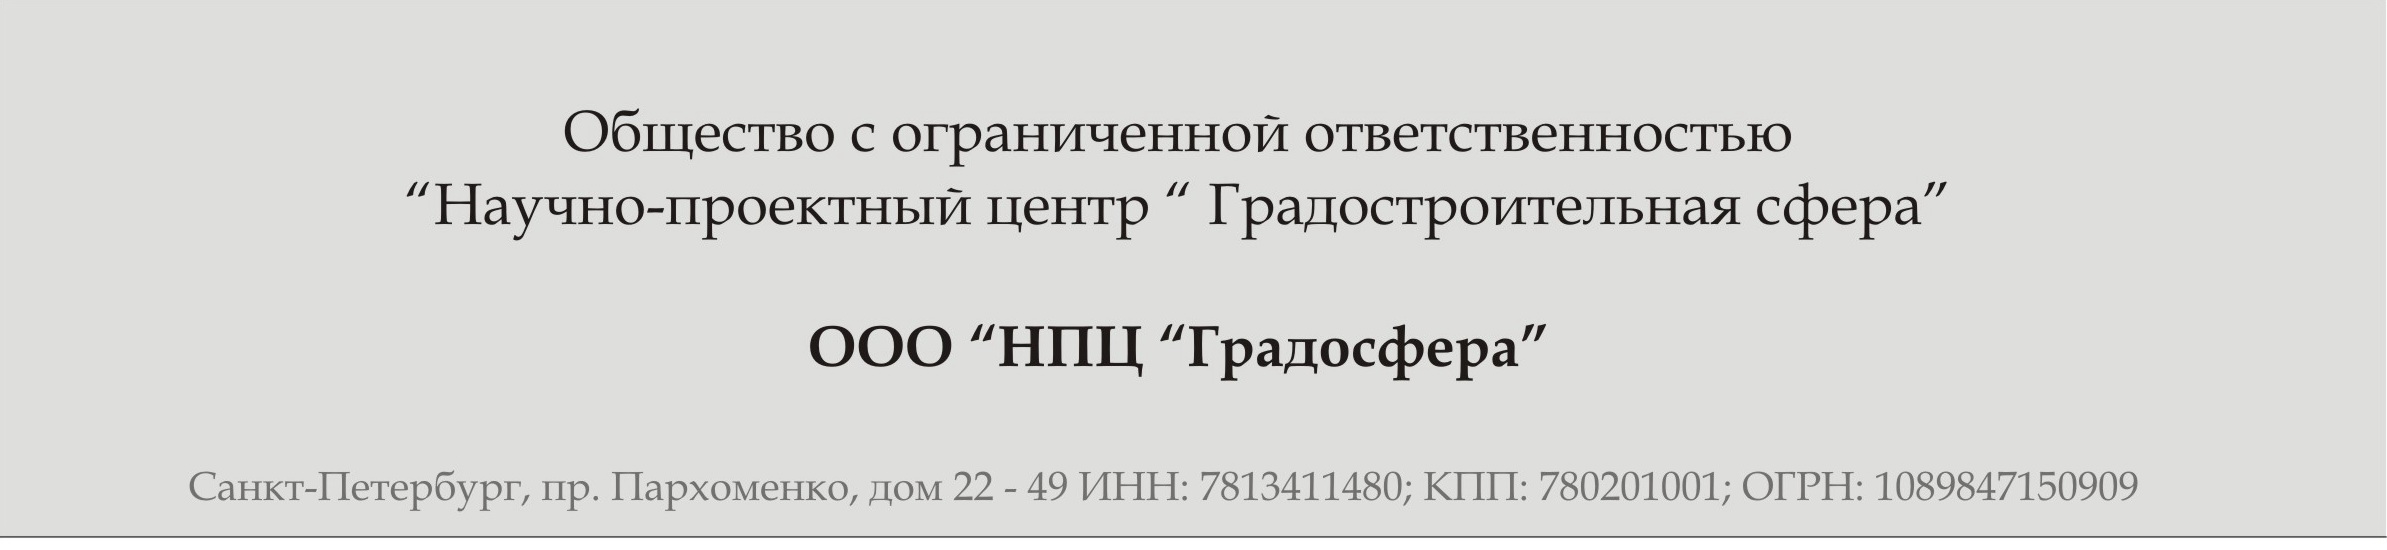 Общество с ограниченной ответственностью
“Научно-проектный центр “ Градостроительная сфера”
ООО “НПЦ “Градосфера”
Санкт-Петербург, пр. Пархоменко, дом 22 - 49 ИНН: 7813411480; КПП: 780201001; ОГРН: 1089847150909